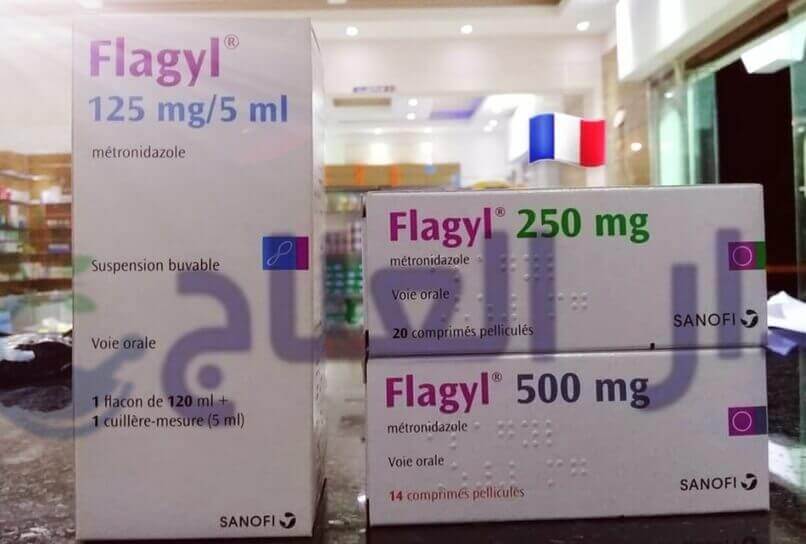 Flagyl®
125 mg/5 ml
métronidazole
Suspension buvable
Voie orale
1 flacon de 120 ml +
1 cuillère-mesure (5 ml)
SANOFI
Flagyl® 250 mg
métronidazole
Voie orale
20 comprimés pelliculés
SANOFI
Flagyl® 500 mg
métronidazole
Voie orale
14 comprimés pelliculés
SANOFI
ار العاج